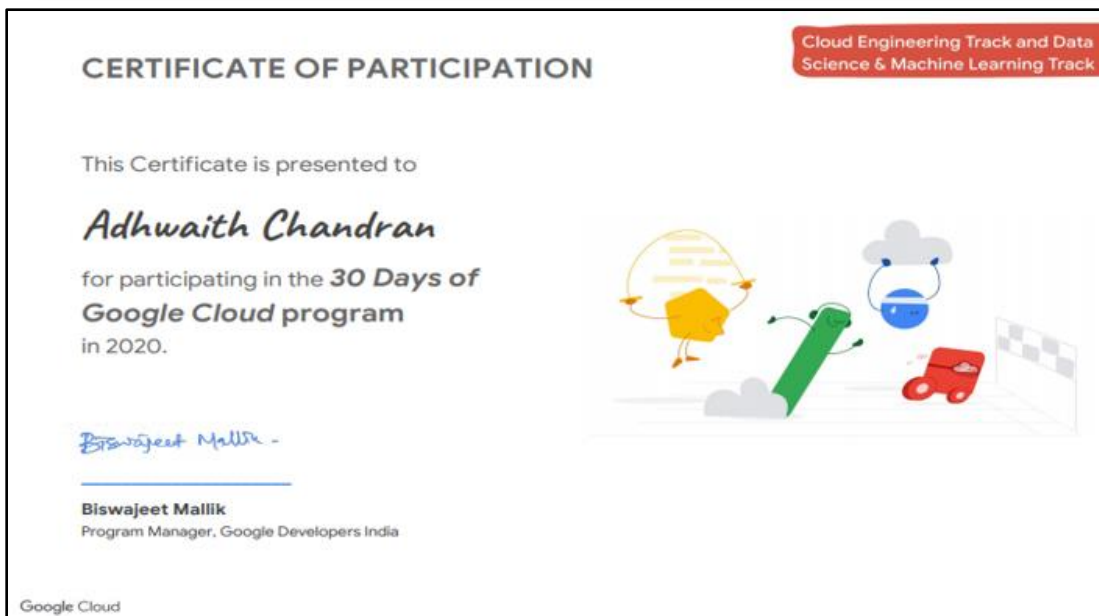 Cloud Engineering Track and Data
Science & Machine Learning Track
CERTIFICATE OF PARTICIPATION
This Certificate is presented to
Adhwaith Chandran
for participating in the 30 Days of
Google Cloud program
in 2020.
Biswajeet Mallik -
Biswajeet Mallik
Program Manager, Google Developers India
Google Cloud